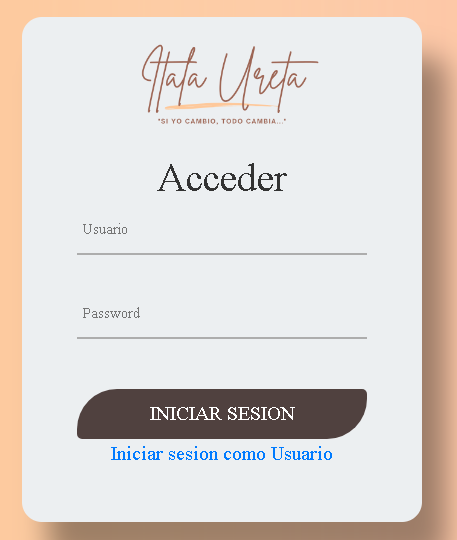 Itala Ureta
"SI YO CAMBIO, TODO CAMBIA..."
Acceder
Usuario
Password
INICIAR SESION
Iniciar sesion como Usuario